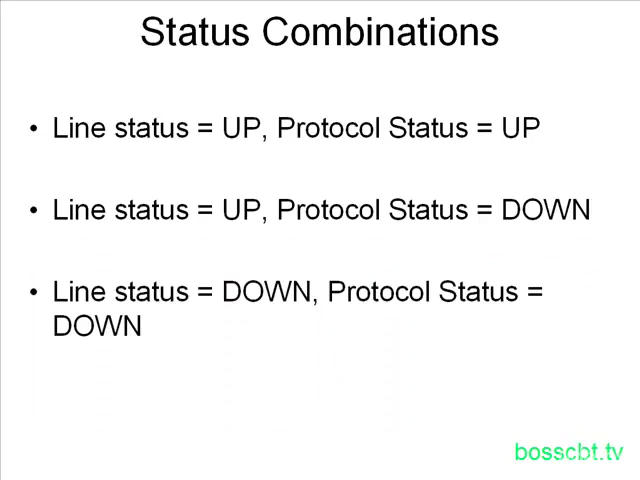 Status Combinations
• Line status = UP, Protocol Status = UP
• Line status = UP, Protocol Status = DOWN
• Line status = DOWN, Protocol Status =
DOWN
bosscbt.tv